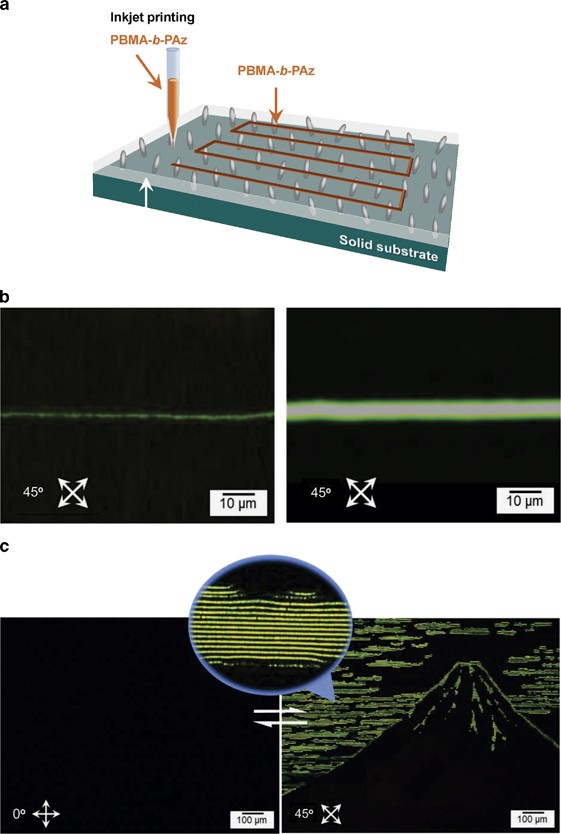 a
Inkjet printing
PBMA-b-PAz
PBMA-b-PAz
Solid substrate
b
45º
10 µm
45º
10 µm
c
0º
100 µm
45º
100 µm